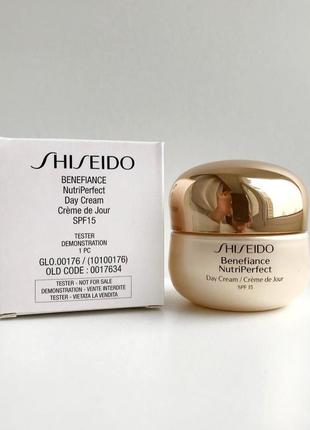 SHISEIDO
BENEFIANCE
NutriPerfect
Day Cream
Crème de Jour
SPF15
TESTER
DEMONSTRATION
1 PC
GLO.00176 / (10100176)
OLD CODE : 0017634
TESTER - NOT FOR SALE
DEMONSTRATION - VENTE INTERDITE
TESTER - VIETATA LA VENDITA
SHISEIDO
Benefiance
NutriPerfect
Day Cream / Crème de Jour
SPF 15